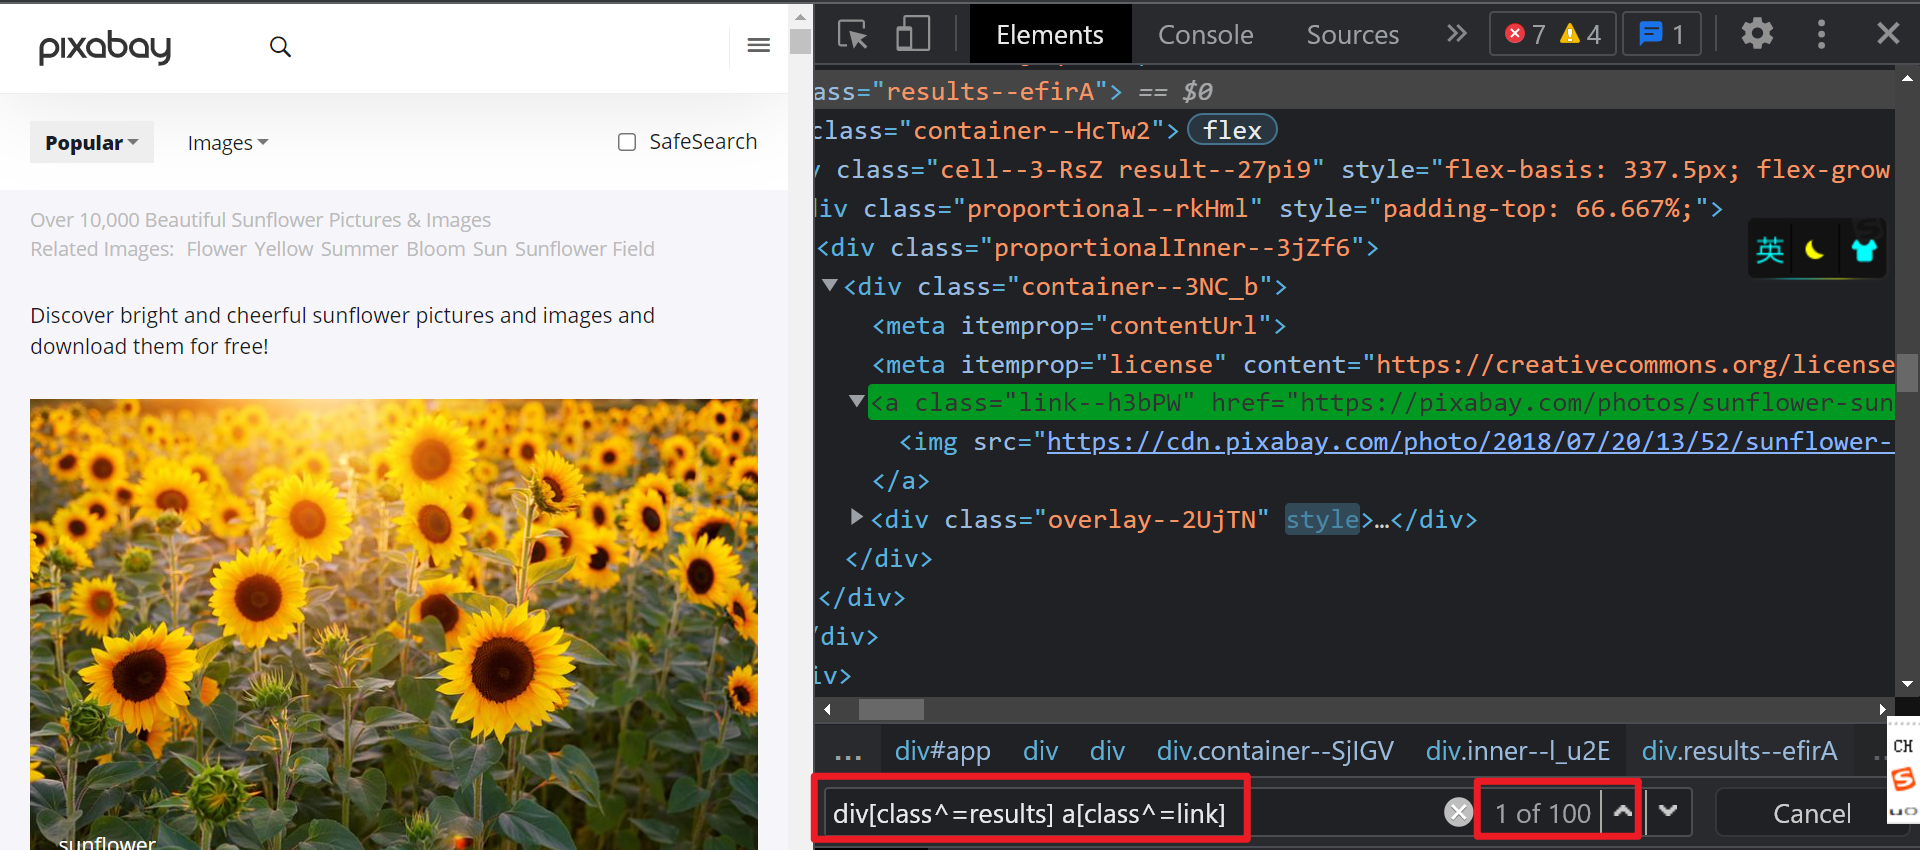 pixabay
Popular
Images
SafeSearch
Over 10,000 Beautiful Sunflower Pictures & Images
Related Images: Flower Yellow Summer Bloom Sun Sunflower Field
Discover bright and cheerful sunflower pictures and images and
download them for free!
sunflower
Elements Console Sources » 7 4 1
ass="results--efirA"> == $0
class="container--HcTw2"> flex
class="cell--3-RsZ result--27pi9" style="flex-basis: 337.5px; flex-grow
iv class="proportional--rkHml" style="padding-top: 66.667%;">
<div class="proportionalInner--3jZf6">
英
<div class="container--3NC_b">
<meta itemprop="contentUrl">
<meta itemprop="license" content="https://creativecommons.org/license
<a class="link--h3bPW" href="https://pixabay.com/photos/sunflower-sun
<img src="https://cdn.pixabay.com/photo/2018/07/20/13/52/sunflower-
</a>
<div class="overlay--2UjTN" style>…</div>
</div>
</div>
/div>
iv>
... div#app div div div.container--SjIGV div.inner--l_u2E div.results--efirA ..
CH
div[class^=results] a[class^=link]
1 of 100
Cancel